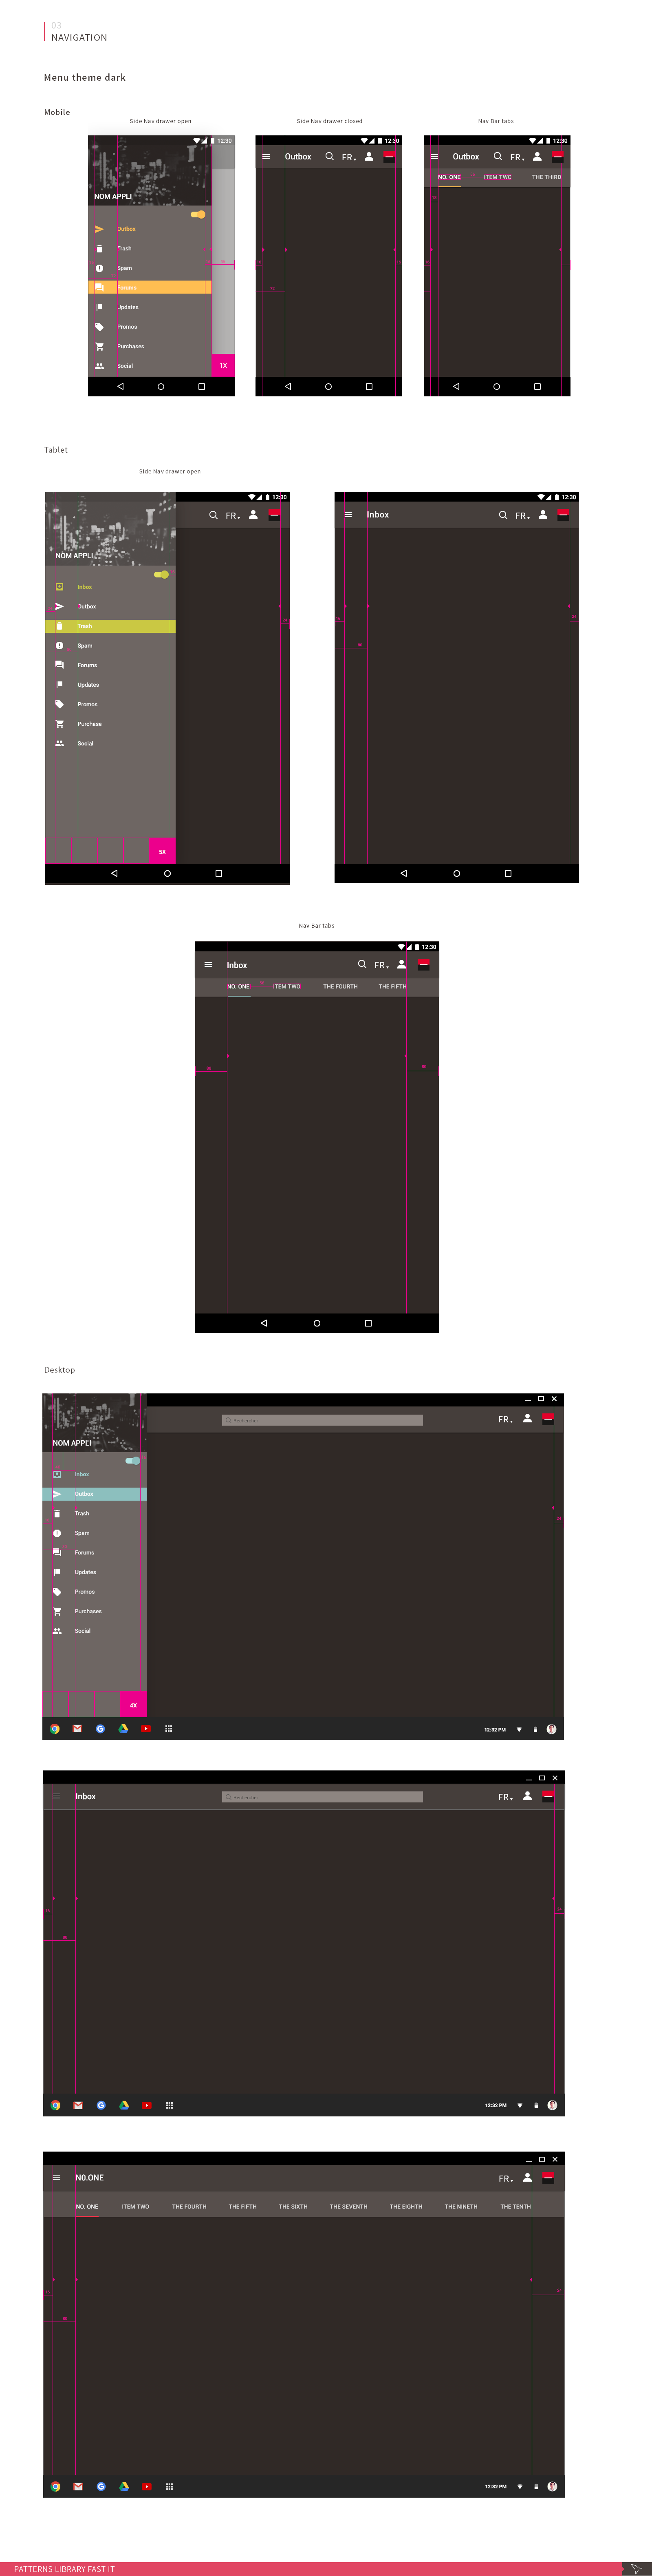 03
NAVIGATION
Menu theme dark
Mobile
Side Nav drawer open
Side Nav drawer closed
Nav Bar tabs
12:30
NOM APPLI
Outbox
Trash
Spam
Forums
Updates
Promos
Purchases
Social
1X
12:30
Outbox
FR
12:30
Outbox
FR
NO. ONE
ITEM TWC
THE THIRD
Tablet
Side Nav drawer open
12:30
FR
NOM APPLI
Inbox
Outbox
Trash
Spam
Forums
Updates
Promos
Purchase
Social
5X
12:30
Inbox
FR
Nav Bar tabs
12:30
Inbox
FR
NO. ONE
ITEM TWO
THE FOURTH
THE FIFTH
Desktop
FR
NOM APPLI
Inbox
Outbox
Trash
Spam
Forums
Updates
Promos
Purchases
Social
4X
12:32 PM
Inbox
FR
12:32 PM
N0.ONE
FR
NO. ONE
ITEM TWO
THE FOURTH
THE FIFTH
THE SIXTH
THE SEVENTH
THE EIGHTH
THE NINETH
THE TENTH
12:32 PM
PATTERNS LIBRARY FAST IT